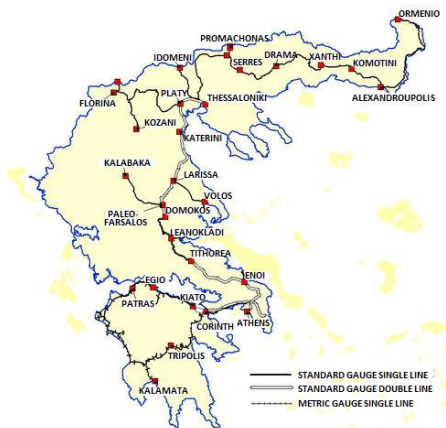 ORMENIO
PROMACHONAS
IDOMENI
SERRES
DRAMA
XANTHI
KOMOTINI
ALEXANDROUPOLIS
FLORINA
PLATY
THESSALONIKI
KOZANI
KATERINI
KALABAKA
LARISSA
VOLOS
PALEO-
FARSALOS
DOMOKOS
LEANOKLADI
TITHOREA
ENOI
EGIO
PATRAS
KIATO
CORINTH
ATHENS
TRIPOLIS
KALAMATA
STANDARD GAUGE SINGLE LINE
STANDARD GAUGE DOUBLE LINE
METRIC GAUGE SINGLE LINE